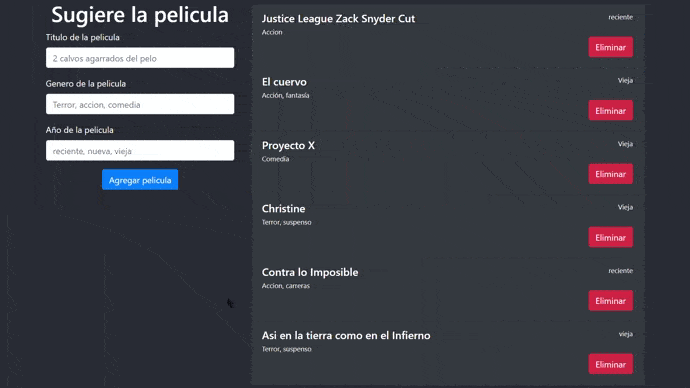 Sugiere la pelicula
Titulo de la pelicula
2 calvos agarrados del pelo
Genero de la pelicula
Terror, accion, comedia
Año de la pelicula
reciente, nueva, vieja
Agregar pelicula
Justice League Zack Snyder Cut
reciente
Accion
Eliminar
El cuervo
Vieja
Acción, fantasía
Eliminar
Proyecto X
Vieja
Comedía
Eliminar
Christine
Vieja
Terror, suspenso
Eliminar
Contra lo Imposible
reciente
Accion, carreras
Eliminar
Asi en la tierra como en el Infierno
vieja
Terror, suspenso
Eliminar